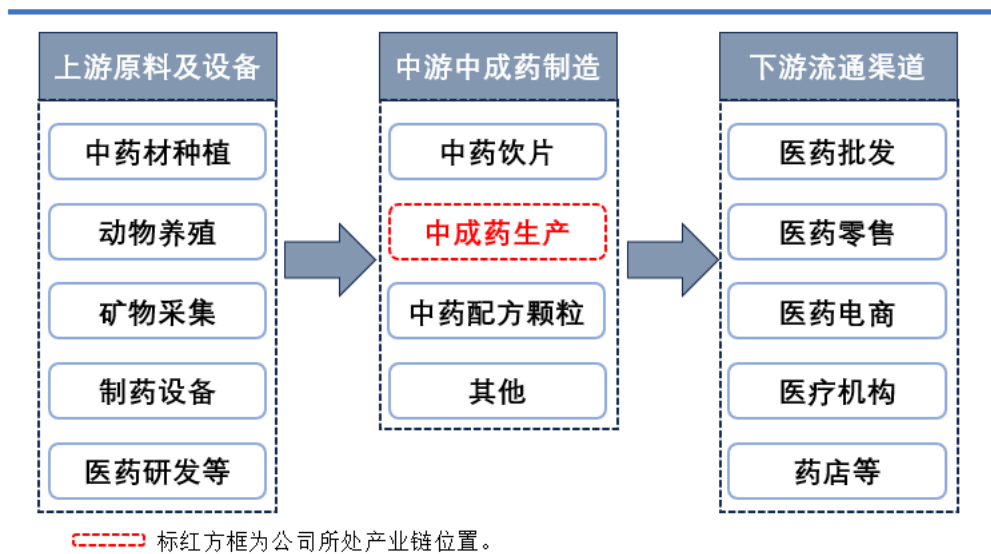 上游原料及设备
中药材种植
动物养殖
矿物采集
制药设备
医药研发等
中游中成药制造
中药饮片
中成药生产
中药配方颗粒
其他
下游流通渠道
医药批发
医药零售
医药电商
医疗机构
药店等
标红方框为公司所处产业链位置。